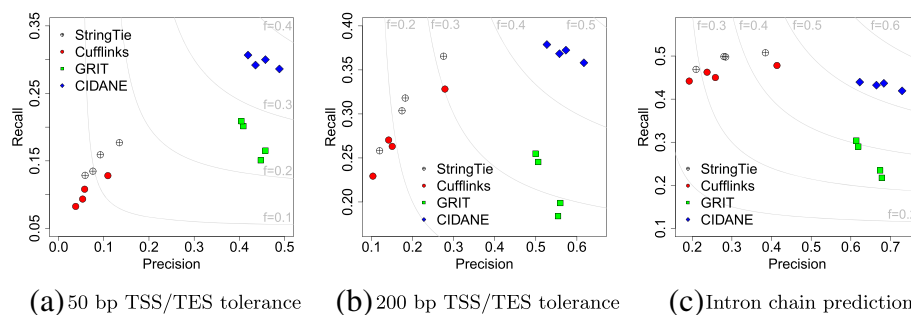 0.35
0.25
0.15
0.05
Recall
StringTie
Cufflinks
GRIT
CIDANE
f=0.4
f=0.3
f=0.2
f=0.1
0.0 0.1 0.2 0.3 0.4 0.5
Precision
(a) 50 bp TSS/TES tolerance
0.40
0.35
0.30
0.25
0.20
Recall
f=0.2 f=0.3 f=0.4 f=0.5
StringTie
Cufflinks
GRIT
CIDANE
0.1 0.2 0.3 0.4 0.5 0.6
Precision
(b) 200 bp TSS/TES tolerance
0.5
0.4
0.3
0.2
0.1
Recall
f=0.3 f=0.4 f=0.5 f=0.6
StringTie
Cufflinks
GRIT
CIDANE
0.2 0.3 0.4 0.5 0.6 0.7
Precision
(c) Intron chain prediction